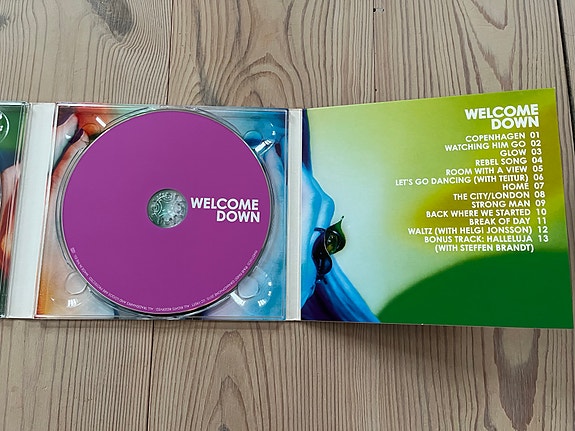 WELCOME
DOWN
WELCOME
DOWN
COPENHAGEN 01
WATCHING HIM GO 02
GLOW 03
REBEL SONG 04
ROOM WITH A VIEW 05
LET'S GO DANCING (WITH TEITUR) 06
HOME 07
THE CITY/LONDON 08
STRONG MAN 09
BACK WHERE WE STARTED 10
BREAK OF DAY 11
WALTZ (WITH HELGI JONSSON) 12
BONUS TRACK: HALLELUJA 13
(WITH STEFFEN BRANDT)